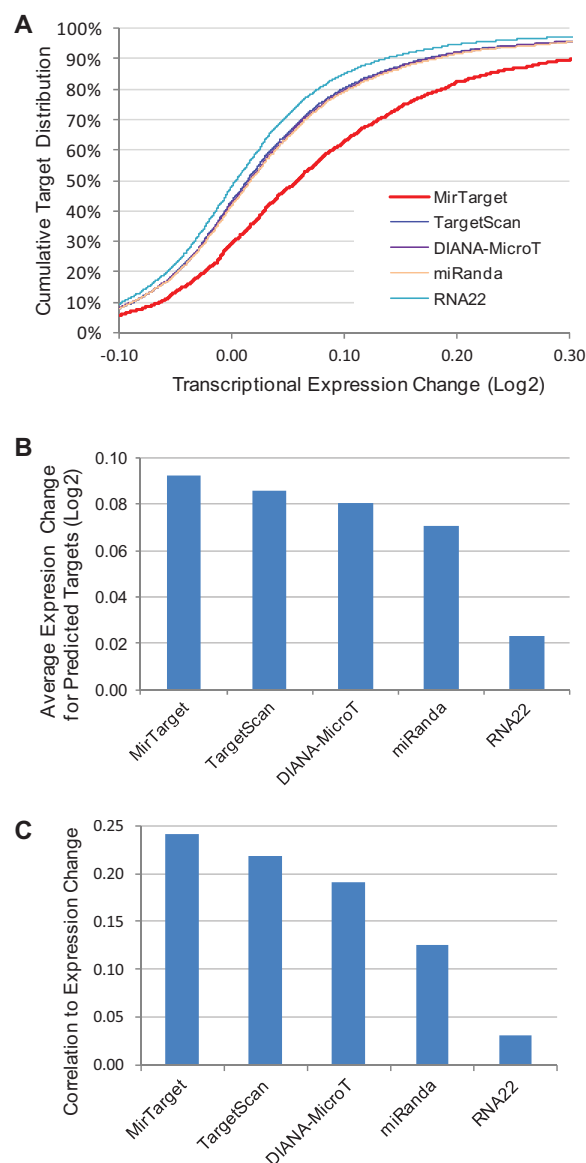 A
100%
90%
80%
70%
60%
50%
40%
30%
20%
10%
0%
Cumulative Target Distribution
MirTarget
TargetScan
DIANA-MicroT
miRanda
RNA22
-0.10
0.00
0.10
0.20
0.30
Transcriptional Expression Change (Log2)
B
0.10
0.08
0.06
0.04
0.02
0.00
Average Expresion Change
for Predicted Targets (Log2)
MirTarget
TargetScan
DIANA-MicroT
miRanda
RNA22
C
0.25
0.20
0.15
0.10
0.05
0.00
Correlation to Expression Change
MirTarget
TargetScan
DIANA-MicroT
miRanda
RNA22